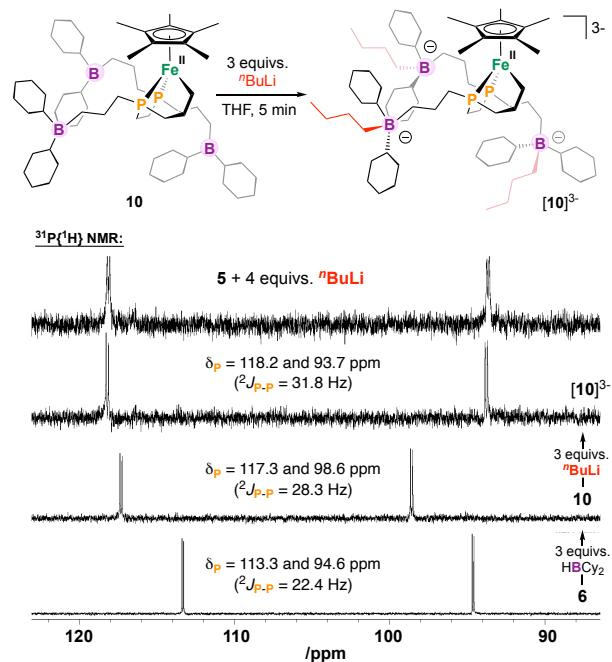 3-
II
Fe
B
P
P
B
B
10
3 equivs.
ⁿBuLi
THF, 5 min
II
Fe
B
⊖
P
P
B
⊖
B
⊖
[10]³⁻
³¹P{¹H} NMR:
5 + 4 equivs. ⁿBuLi
δP = 118.2 and 93.7 ppm
(²JP-P = 31.8 Hz)
[10]³⁻
3 equivs.
ⁿBuLi
10
δP = 117.3 and 98.6 ppm
(²JP-P = 28.3 Hz)
3 equivs.
HBCy₂
6
δP = 113.3 and 94.6 ppm
(²JP-P = 22.4 Hz)
120 110 100 90
/ppm